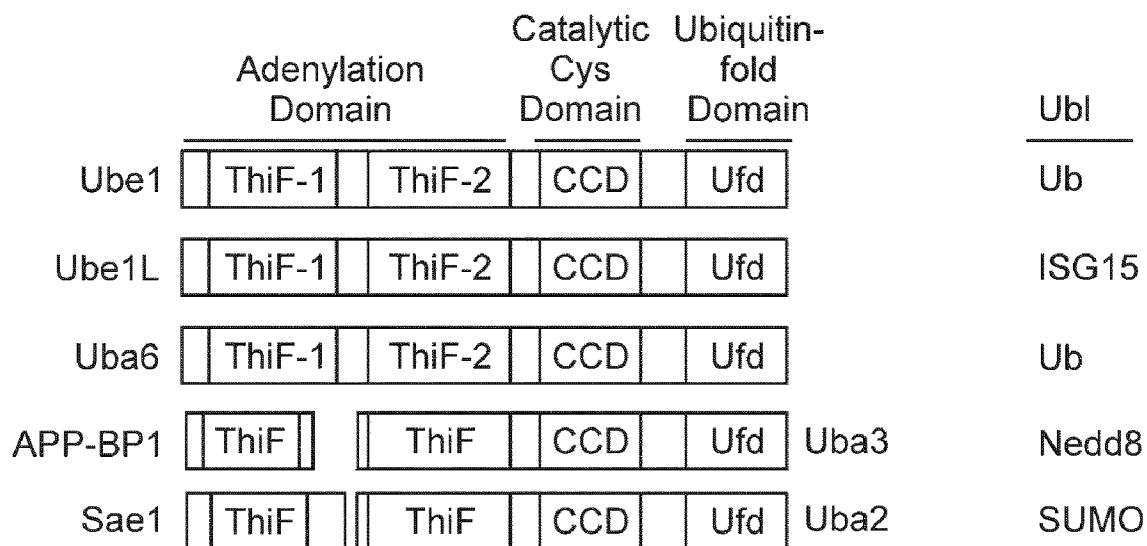 Catalytic Ubiquitin-
Adenylation Cys fold
Domain Domain Domain Ubl
Ube1 ThiF-1 ThiF-2 CCD Ufd Ub
Ube1L ThiF-1 ThiF-2 CCD Ufd ISG15
Uba6 ThiF-1 ThiF-2 CCD Ufd Ub
APP-BP1 ThiF ThiF CCD Ufd Uba3 Nedd8
Sae1 ThiF ThiF CCD Ufd Uba2 SUMO